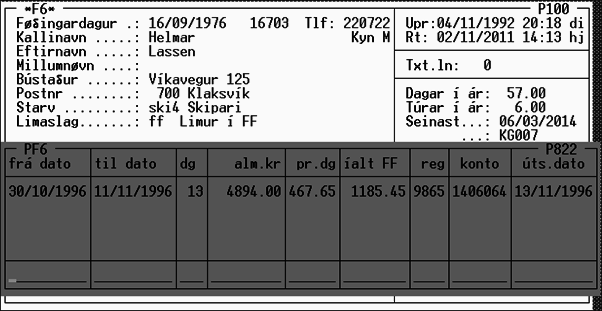 *F6* P100
Føðingardagur .: 16/09/1976 16703 Tlf: 220722 Upr:04/11/1992 20:18 di
Kallinavn .....: Helmar Kyn M Rt: 02/11/2011 14:13 hj
Eftirnavn .....: Lassen
Millumnøvn ....: Txt.ln: 0
Bústaður ......: Víkavegur 125
Postnr ........: 700 Klaksvík Dagar í ár: 57.00
Starv .........: ski4 Skipari Túrar í ár: 6.00
Limaslag.......: ff Limur í FF Seinast...: 06/03/2014
...: KG007
PF6 P822
frá dato til dato dg alm.kr pr.dg íalt FF reg konto úts.dato
30/10/1996 11/11/1996 13 4894.00 467.65 1185.45 9865 1406064 13/11/1996